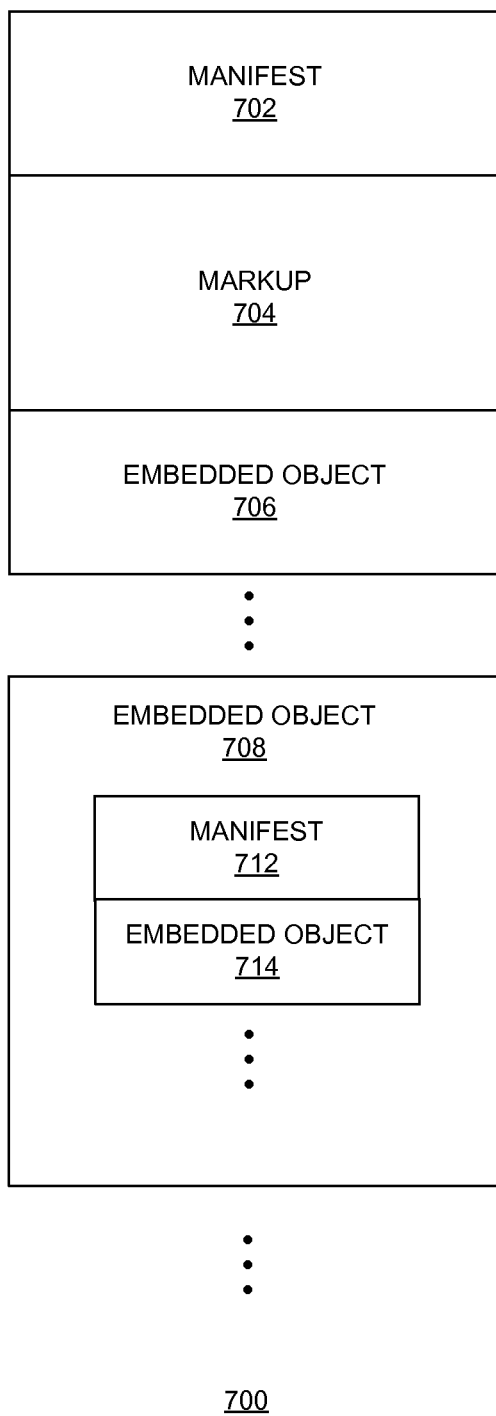 MANIFEST
702
MARKUP
704
EMBEDDED OBJECT
706
EMBEDDED OBJECT
708
MANIFEST
712
EMBEDDED OBJECT
714
700